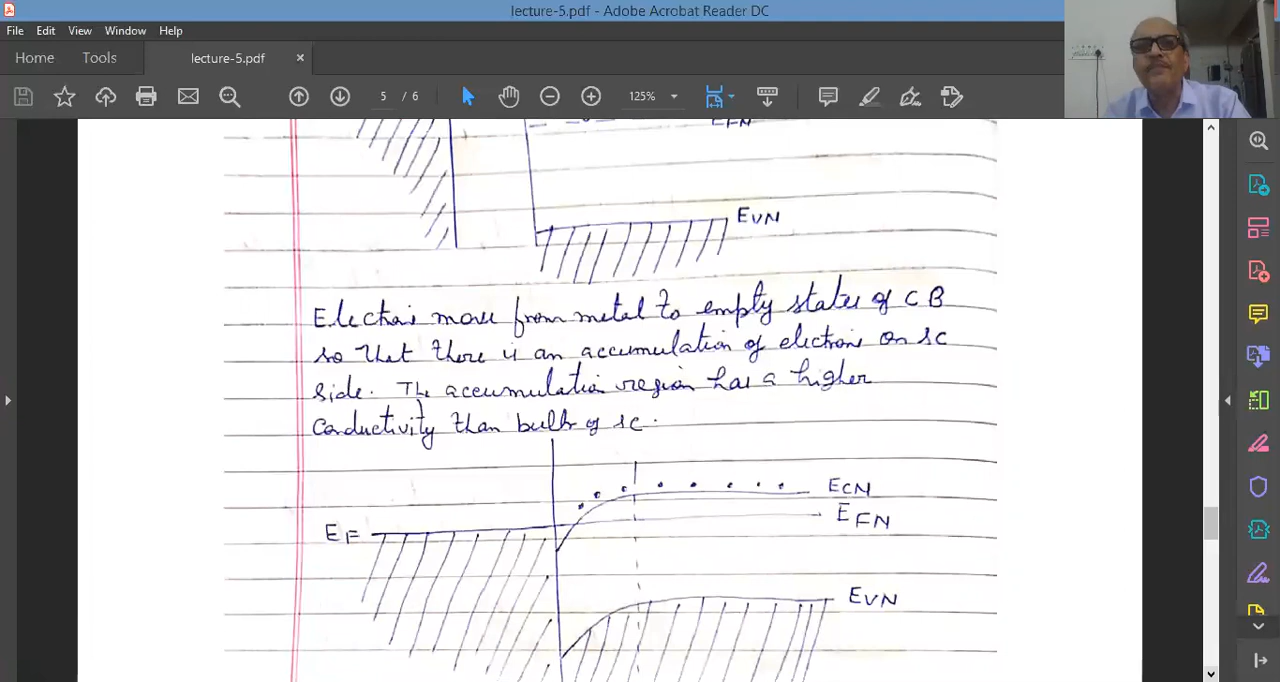 lecture-5.pdf - Adobe Acrobat Reader DC
File Edit View Window Help
Home Tools lecture-5.pdf ×
5 / 6 125%
EFN
EVN
Electrons move from metal to empty states of CB
so that there is an accumulation of electrons on sc
side. The accumulation region has a higher
conductivity than bulk of sc.
ECN
EF EFN
EVN